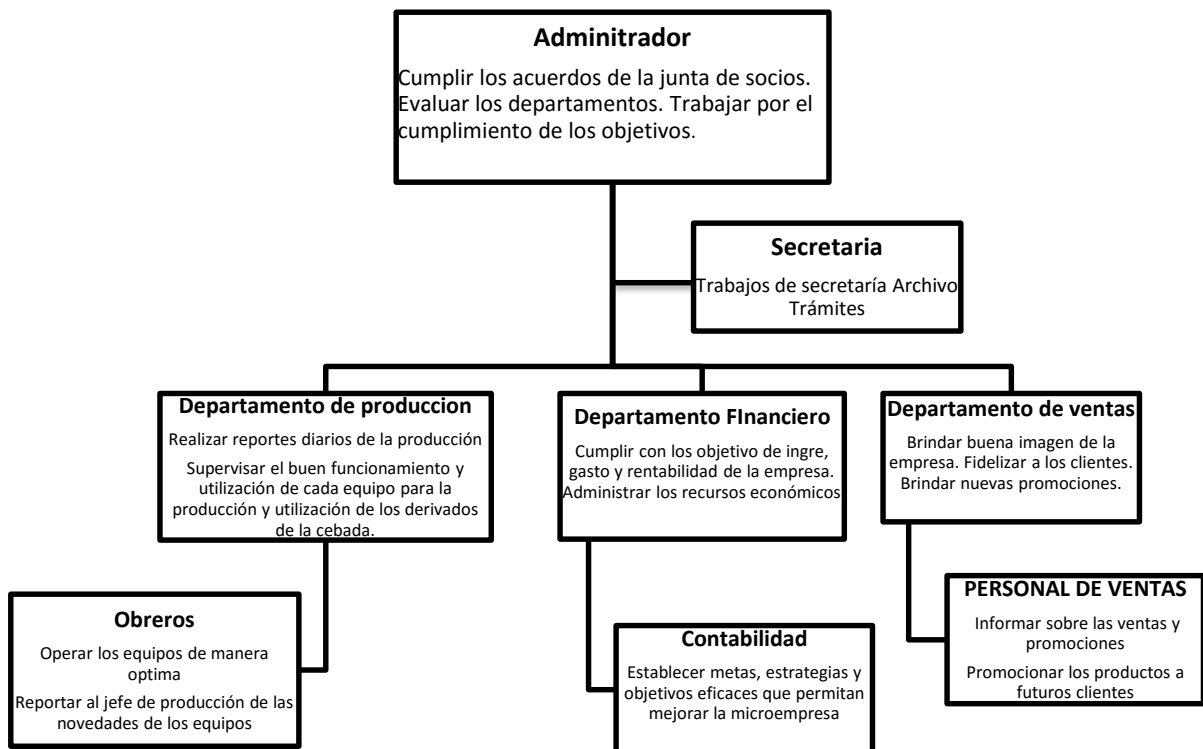 Adminitrador
Cumplir los acuerdos de la junta de socios.
Evaluar los departamentos. Trabajar por el
cumplimiento de los objetivos.
Secretaria
Trabajos de secretaría Archivo
Trámites
Departamento de produccion
Realizar reportes diarios de la producción
Supervisar el buen funcionamiento y
utilización de cada equipo para la
producción y utilización de los derivados
de la cebada.
Departamento FInanciero
Cumplir con los objetivo de ingre,
gasto y rentabilidad de la empresa.
Administrar los recursos económicos
Departamento de ventas
Brindar buena imagen de la
empresa. Fidelizar a los clientes.
Brindar nuevas promociones.
Obreros
Operar los equipos de manera
optima
Reportar al jefe de producción de las
novedades de los equipos
Contabilidad
Establecer metas, estrategias y
objetivos eficaces que permitan
mejorar la microempresa
PERSONAL DE VENTAS
Informar sobre las ventas y
promociones
Promocionar los productos a
futuros clientes